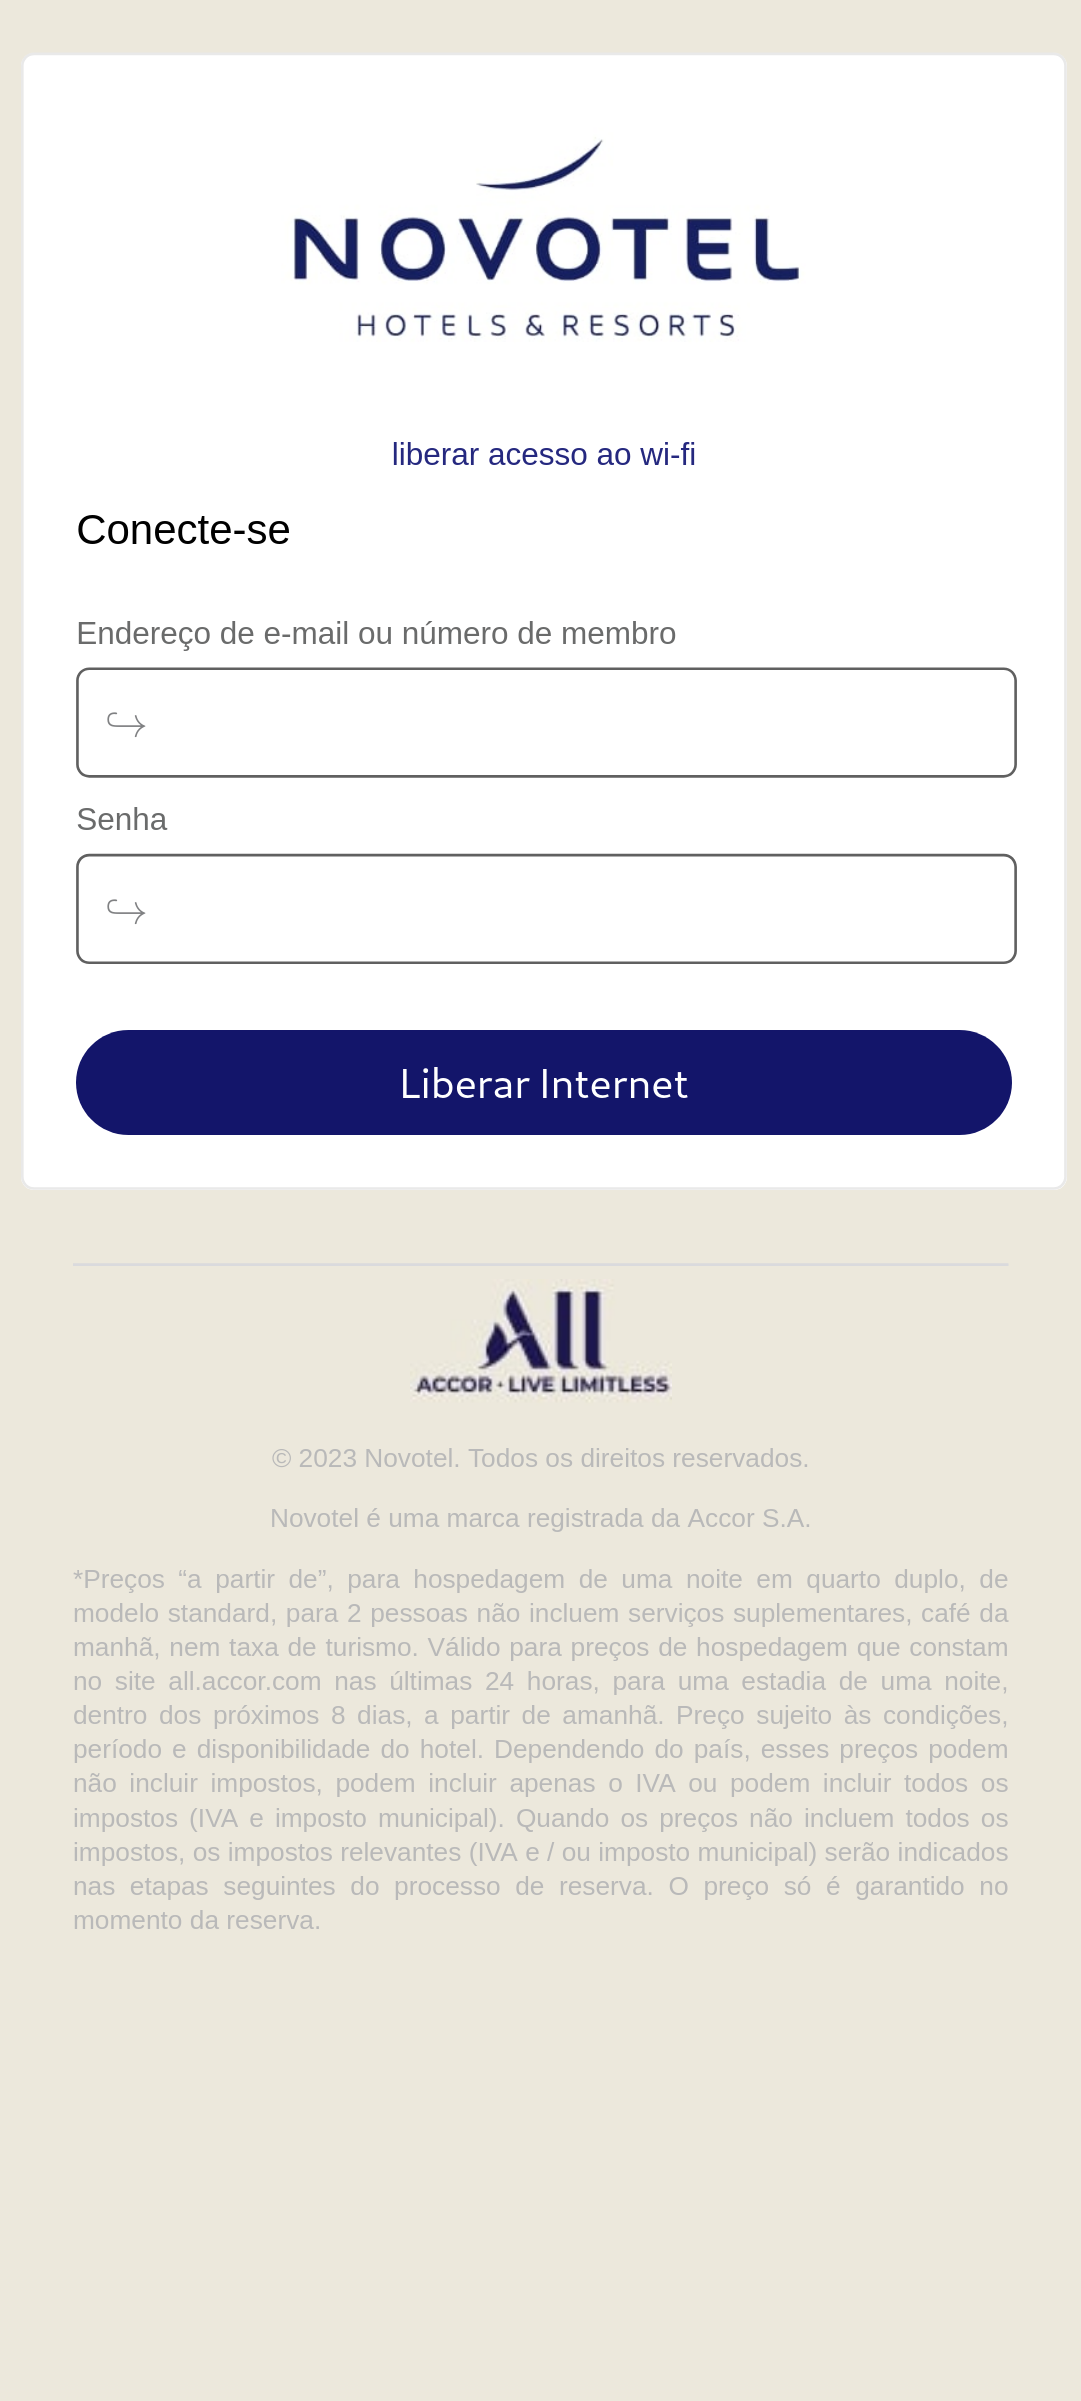 NOVOTEL
HOTELS & RESORTS
liberar acesso ao wi-fi
Conecte-se
Endereço de e-mail ou número de membro
Senha
Liberar Internet
All
ACCOR · LIVE LIMITLESS
© 2023 Novotel. Todos os direitos reservados.
Novotel é uma marca registrada da Accor S.A.
*Preços “a partir de”, para hospedagem de uma noite em quarto duplo, de
modelo standard, para 2 pessoas não incluem serviços suplementares, café da
manhã, nem taxa de turismo. Válido para preços de hospedagem que constam
no site all.accor.com nas últimas 24 horas, para uma estadia de uma noite,
dentro dos próximos 8 dias, a partir de amanhã. Preço sujeito às condições,
período e disponibilidade do hotel. Dependendo do país, esses preços podem
não incluir impostos, podem incluir apenas o IVA ou podem incluir todos os
impostos (IVA e imposto municipal). Quando os preços não incluem todos os
impostos, os impostos relevantes (IVA e / ou imposto municipal) serão indicados
nas etapas seguintes do processo de reserva. O preço só é garantido no
momento da reserva.